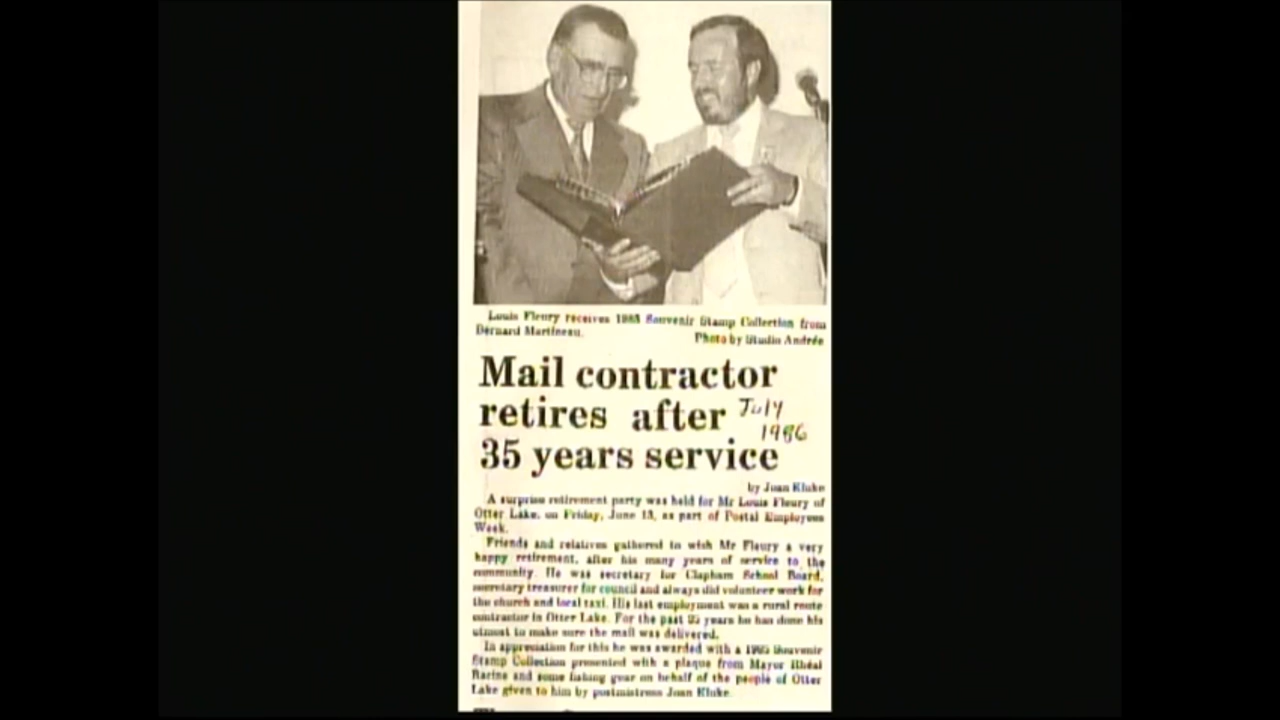 Louis Fleury receives 1985 Souvenir Stamp Collection from
Bernard Martineau.
Photo by Studio Andrée
Mail contractor
retires after
July
1986
35 years service
by Joan Kluke
A surprise retirement party was held for Mr Louis Fleury of
Otter Lake, on Friday, June 13, as part of Postal Employees
Week.
Friends and relatives gathered to wish Mr Fleury a very
happy retirement, after his many years of service to the
community. He was secretary for Clapham School Board,
secretary treasurer for council and always did volunteer work for
the church and local taxi. His last employment was a rural route
contractor in Otter Lake. For the past years he has done his
utmost to make sure the mail was delivered.
In appreciation for this he was awarded with a 1985 Souvenir
Stamp Collection presented with a plaque from Mayor Rhéal
Racine and some fishing gear on behalf of the people of Otter
Lake given to him by postmistress Joan Kluke.